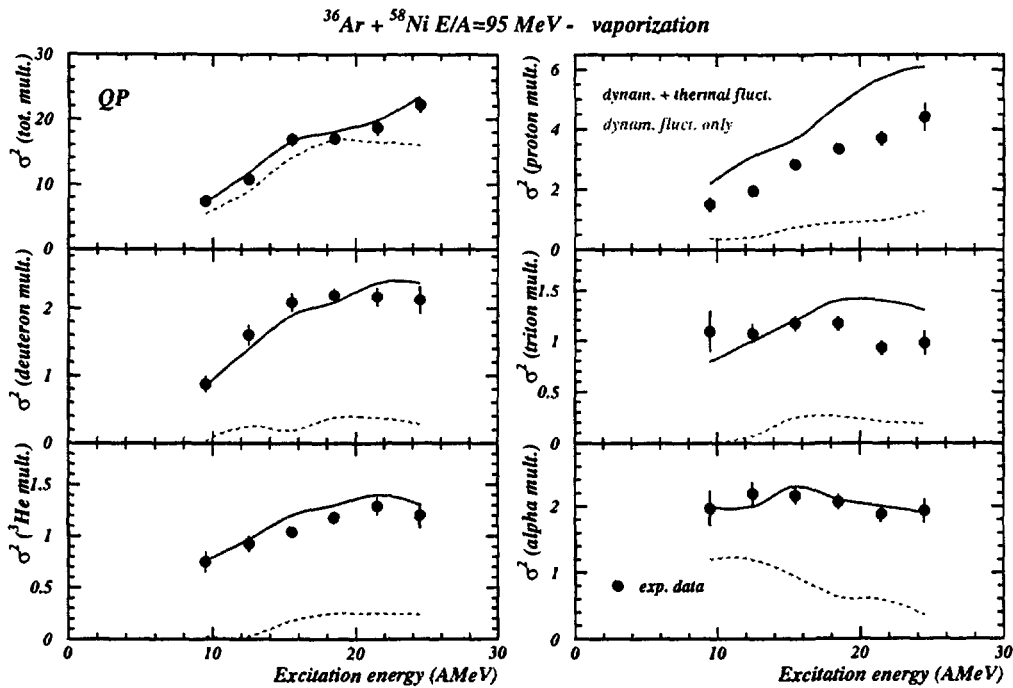 ³⁶Ar + ⁵⁸Ni E/A=95 MeV - vaporization
σ² (tot. mult.)
30
20
10
0
QP
σ² (proton mult.)
6
4
2
0
dynam. + thermal fluct.
dynam. fluct. only
σ² (deuteron mult.)
2
1
0
σ² (triton mult.)
1.5
1
0.5
0
σ² (³He mult.)
1.5
1
0.5
0
0 10 20 30
Excitation energy (AMeV)
σ² (alpha mult.)
2
1
0
exp. data
0 10 20 30
Excitation energy (AMeV)